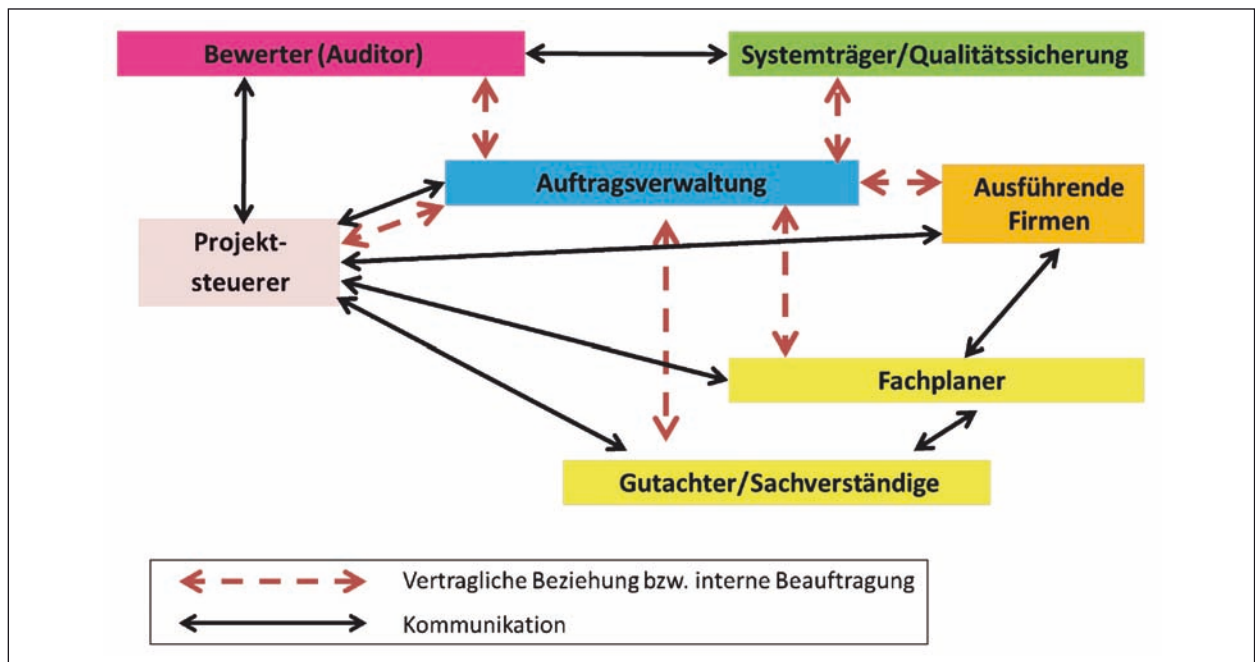 Bewerter (Auditor)
Systemträger/Qualitätssicherung
Auftragsverwaltung
Ausführende
Firmen
Projekt-
steuerer
Fachplaner
Gutachter/Sachverständige
Vertragliche Beziehung bzw. interne Beauftragung
Kommunikation